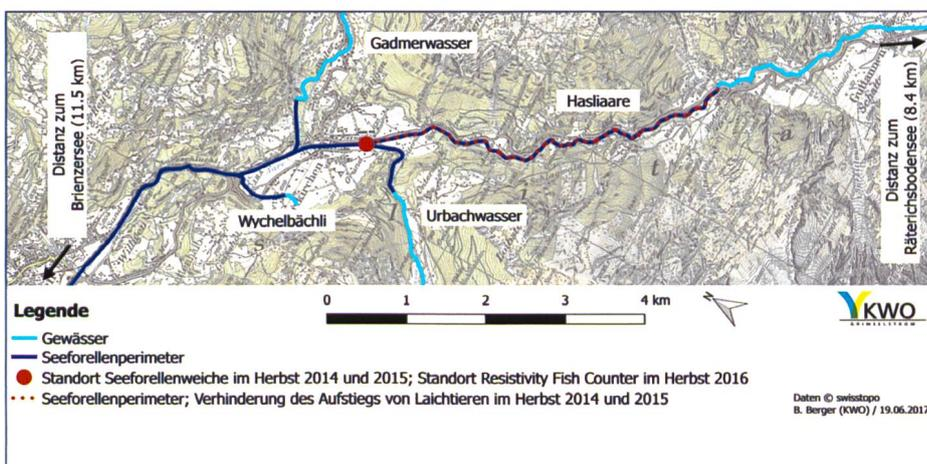 Distanz zum
Brienzersee (11.5 km)
Gadmerwasser
Hasliaare
Wychelbächli
Urbachwasser
Distanz zum
Räterichsbodensee (8.4 km)
Legende
0 1 2 3 4 km
N
KWO
GRIMSELSTROM
Gewässer
Seeforellenperimeter
Standort Seeforellenweiche im Herbst 2014 und 2015; Standort Resistivity Fish Counter im Herbst 2016
Seeforellenperimeter; Verhinderung des Aufstiegs von Laichtieren im Herbst 2014 und 2015
Daten © swisstopo
B. Berger (KWO) / 19.06.2017